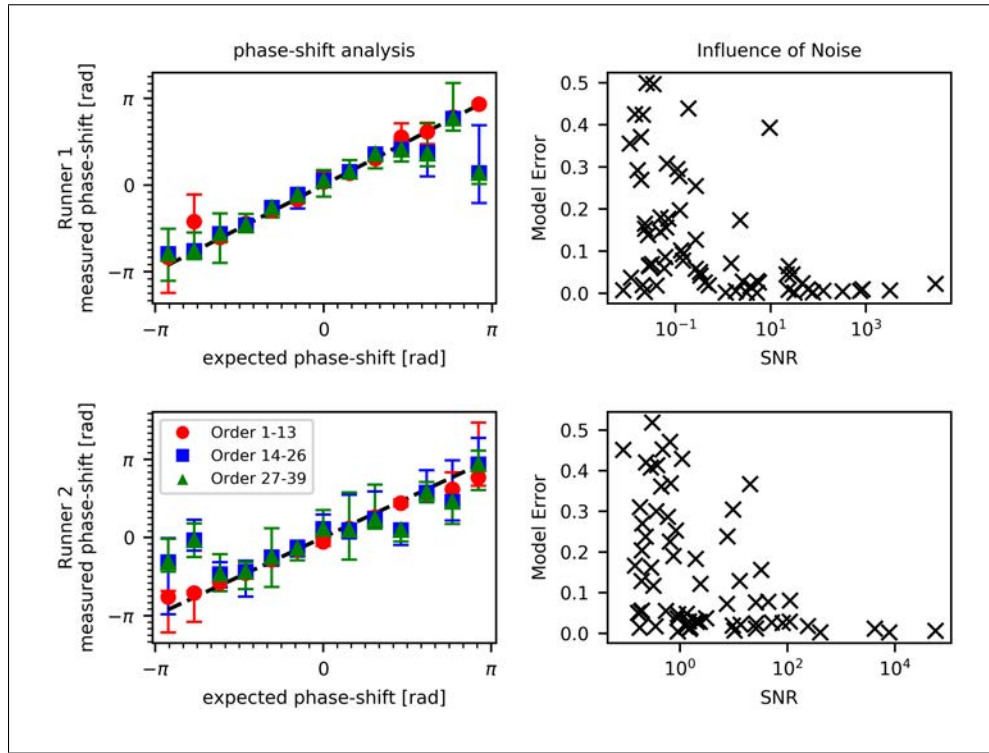 phase-shift analysis
Influence of Noise
Runner 1
measured phase-shift [rad]
π
0
−π
−π 0 π
expected phase-shift [rad]
Model Error
0.5
0.4
0.3
0.2
0.1
0.0
10⁻¹ 10¹ 10³
SNR
Runner 2
measured phase-shift [rad]
π
0
−π
Order 1-13
Order 14-26
Order 27-39
−π 0 π
expected phase-shift [rad]
Model Error
0.5
0.4
0.3
0.2
0.1
0.0
10⁰ 10² 10⁴
SNR